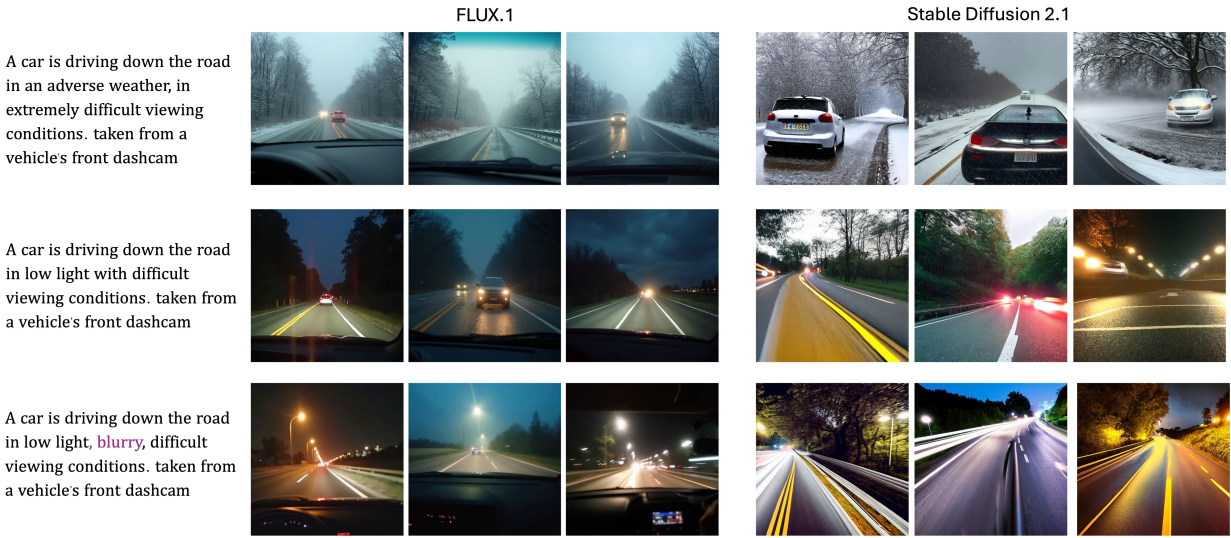 FLUX.1
Stable Diffusion 2.1
A car is driving down the road
in an adverse weather, in
extremely difficult viewing
conditions. taken from a
vehicle's front dashcam
A car is driving down the road
in low light with difficult
viewing conditions. taken from
a vehicle's front dashcam
A car is driving down the road
in low light, blurry, difficult
viewing conditions. taken from
a vehicle's front dashcam